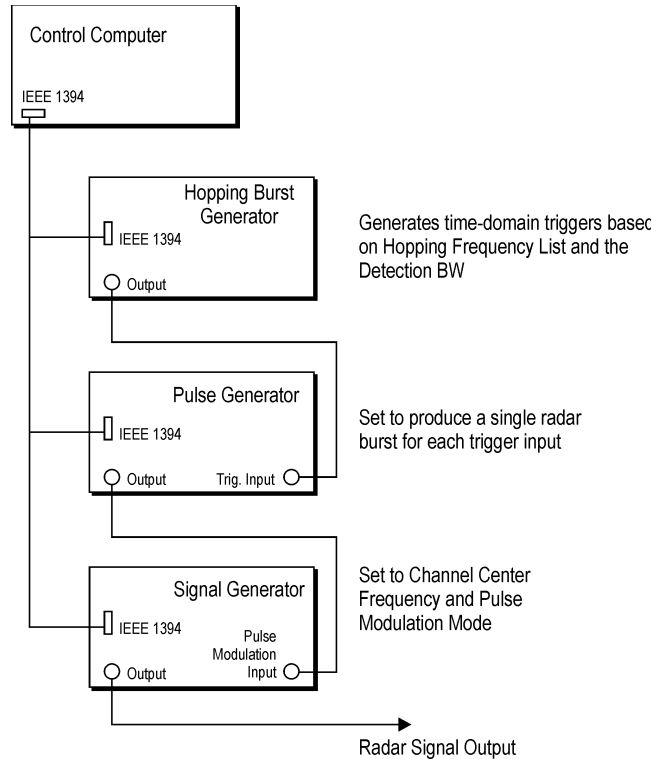 Control Computer
IEEE 1394
Hopping Burst
Generator
IEEE 1394
Output
Generates time-domain triggers based
on Hopping Frequency List and the
Detection BW
Pulse Generator
IEEE 1394
Output
Trig. Input
Set to produce a single radar
burst for each trigger input
Signal Generator
IEEE 1394
Pulse
Modulation
Input
Output
Set to Channel Center
Frequency and Pulse
Modulation Mode
Radar Signal Output